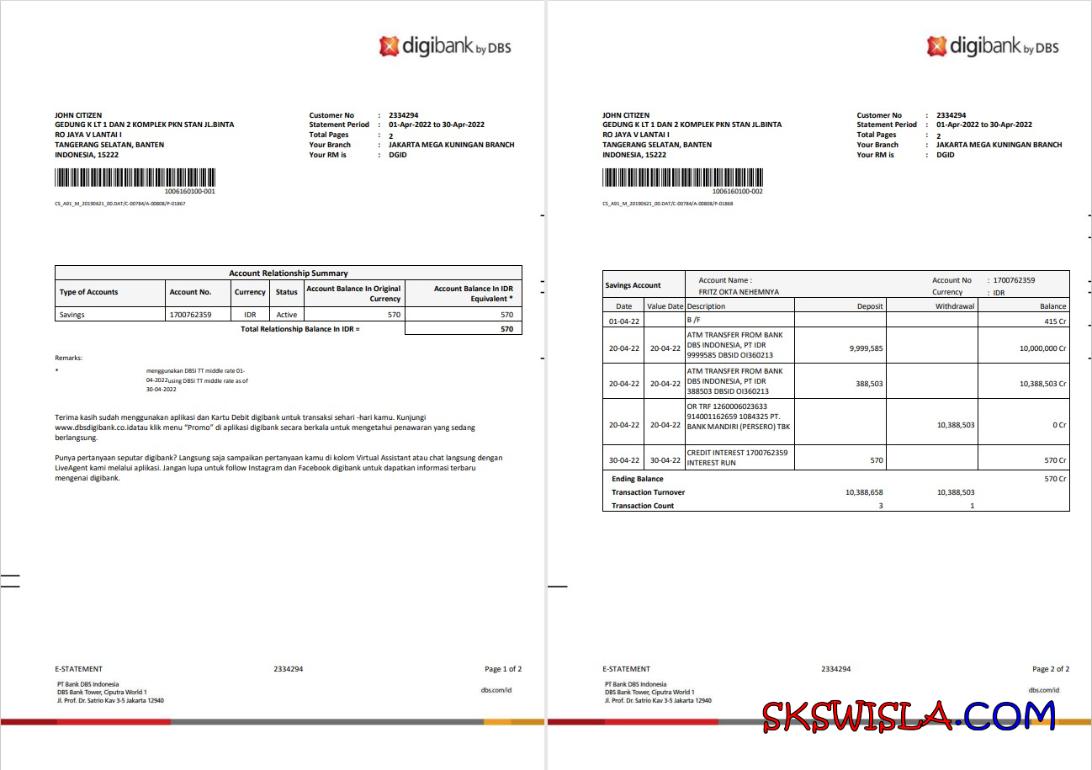 digibank by DBS
JOHN CITIZEN
GEDUNG K LT 1 DAN 2 KOMPLEK PKN STAN JL.BINTA
RO JAYA V LANTAI I
TANGERANG SELATAN, BANTEN
INDONESIA, 15222
Customer No : 2334294
Statement Period : 01-Apr-2022 to 30-Apr-2022
Total Pages : 2
Your Branch : JAKARTA MEGA KUNINGAN BRANCH
Your RM is : DGID
1006160100-001
CS_A91_M_20190421_00.DAT/C-00784/A-00808/P-01867
Account Relationship Summary
Type of Accounts Account No. Currency Status Account Balance In Original Currency Account Balance In IDR Equivalent *
Savings 1700762359 IDR Active 570 570
Total Relationship Balance In IDR = 570
Remarks:
* menggunakan DBSI TT middle rate 01-
04-2022using DBSI TT middle rate as of
30-04-2022
Terima kasih sudah menggunakan aplikasi dan Kartu Debit digibank untuk transaksi sehari -hari kamu. Kunjungi
www.dbsdigibank.co.idatau klik menu “Promo” di aplikasi digibank secara berkala untuk mengetahui penawaran yang sedang
berlangsung.
Punya pertanyaan seputar digibank? Langsung saja sampaikan pertanyaan kamu di kolom Virtual Assistant atau chat langsung dengan
LiveAgent kami melalui aplikasi. Jangan lupa untuk follow Instagram dan Facebook digibank untuk dapatkan informasi terbaru
mengenai digibank.
E-STATEMENT 2334294 Page 1 of 2
PT Bank DBS Indonesia
DBS Bank Tower, Ciputra World 1
Jl. Prof. Dr. Satrio Kav 3-5 Jakarta 12940
dbs.com/id
digibank by DBS
JOHN CITIZEN
GEDUNG K LT 1 DAN 2 KOMPLEK PKN STAN JL.BINTA
RO JAYA V LANTAI I
TANGERANG SELATAN, BANTEN
INDONESIA, 15222
Customer No : 2334294
Statement Period : 01-Apr-2022 to 30-Apr-2022
Total Pages : 2
Your Branch : JAKARTA MEGA KUNINGAN BRANCH
Your RM is : DGID
1006160100-002
CS_A91_M_20190421_00.DAT/C-00784/A-00808/P-01868
Savings Account Account Name : Account No : 1700762359
FRITZ OKTA NEHEMNYA Currency : IDR
Date Value Date Description Deposit Withdrawal Balance
01-04-22 B /F 415 Cr
20-04-22 20-04-22 ATM TRANSFER FROM BANK
DBS INDONESIA, PT IDR
9999585 DBSID OI360213 9,999,585 10,000,000 Cr
20-04-22 20-04-22 ATM TRANSFER FROM BANK
DBS INDONESIA, PT IDR
388503 DBSID OI360213 388,503 10,388,503 Cr
20-04-22 20-04-22 OR TRF 1260006023633
914001162659 1084325 PT.
BANK MANDIRI (PERSERO) TBK 10,388,503 0 Cr
30-04-22 30-04-22 CREDIT INTEREST 1700762359
INTEREST RUN 570 570 Cr
Ending Balance 570 Cr
Transaction Turnover 10,388,658 10,388,503
Transaction Count 3 1
E-STATEMENT 2334294 Page 2 of 2
PT Bank DBS Indonesia
DBS Bank Tower, Ciputra World 1
Jl. Prof. Dr. Satrio Kav 3-5 Jakarta 12940
dbs.com/id
SKSWISLA.COM